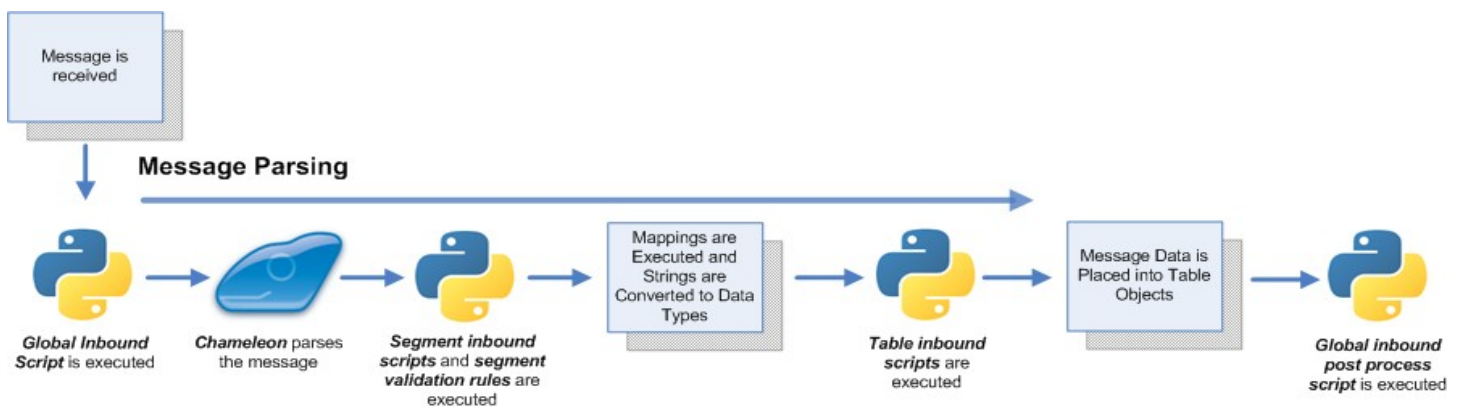 Message is
received
Message Parsing
Global Inbound
Script is executed
Chameleon parses
the message
Segment inbound
scripts and segment
validation rules are
executed
Mappings are
Executed and
Strings are
Converted to Data
Types
Table inbound
scripts are
executed
Message Data is
Placed into Table
Objects
Global inbound
post process
script is executed